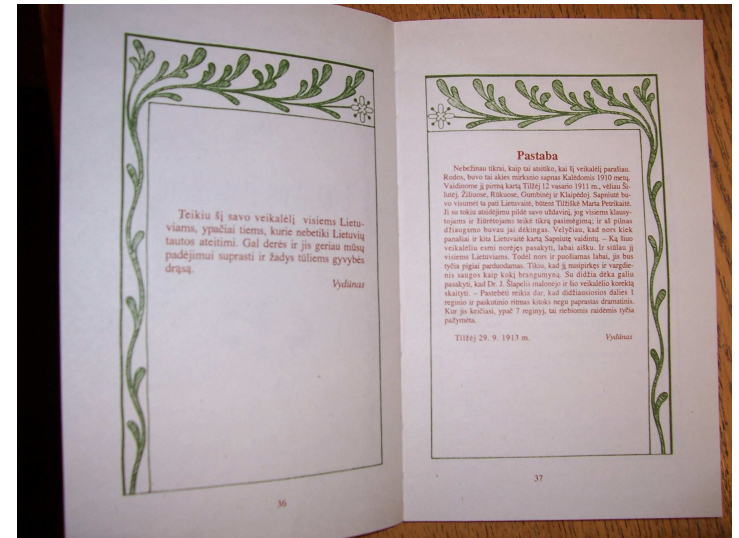 Teikiu šį savo veikalėlį visiems Lietu-
viams, ypačiai tiems, kurie nebetiki Lietuvių
tautos ateitimi. Gal derės ir jis geriau mūsų
padėjimui suprasti ir žadys tūliems gyvybės
drąsą.
Vydūnas
36
Pastaba
Nebežinau tikrai, kaip tai atsitiko, kai šį veikalėlį parašiau.
Rodos, buvo tai akies mirksnio sapnas Kalėdomis 1910 metų.
Vaidinome jį pirmą kartą Tilžėj 12 vasario 1911 m., vėliau Ši-
lutėj, Žiliuose, Rūkuose, Gumbinėj ir Klaipėdoj. Sapniutė bu-
vo visumet ta pati Lietuvaitė, būtent Tilžiškė Marta Petrikaitė.
Ji su tokiu atsidėjimu pildė savo uždavinį, jog visiems klausy-
tojams ir žiūrėtojams teikė tikrą pasimėgimą; ir aš pilnas
džiaugsmo buvau jai dėkingas. Velyčiau, kad nors kiek
panašiai ir kita Lietuvaitė kartą Sapniutę vaidintų. – Ką šiuo
veikalėliu esmi norėjęs pasakyti, labai aišku. Ir siūlau jį
visiems Lietuviams. Todėl nors ir puoliamas labai, jis bus
tyčia pigiai parduodamas. Tikiu, kad jį nusipirkęs ir vargdie-
nis saugos kaip kokį brangumyną. Su didžia dėka galiu
pasakyti, kad Dr. J. Šlapelis malonėjo ir šio veikalėlio korektą
skaityti. – Pastebėti reikia dar, kad didžiausiosios dalies 1
reginio ir paskutinio ritmas kitoks negu paprastas dramatinis.
Kur jis keičiasi, ypač 7 reginyj, tai riebiomis raidėmis tyčia
pažymėta.
Tilžėj 29. 9. 1913 m. Vydūnas
37